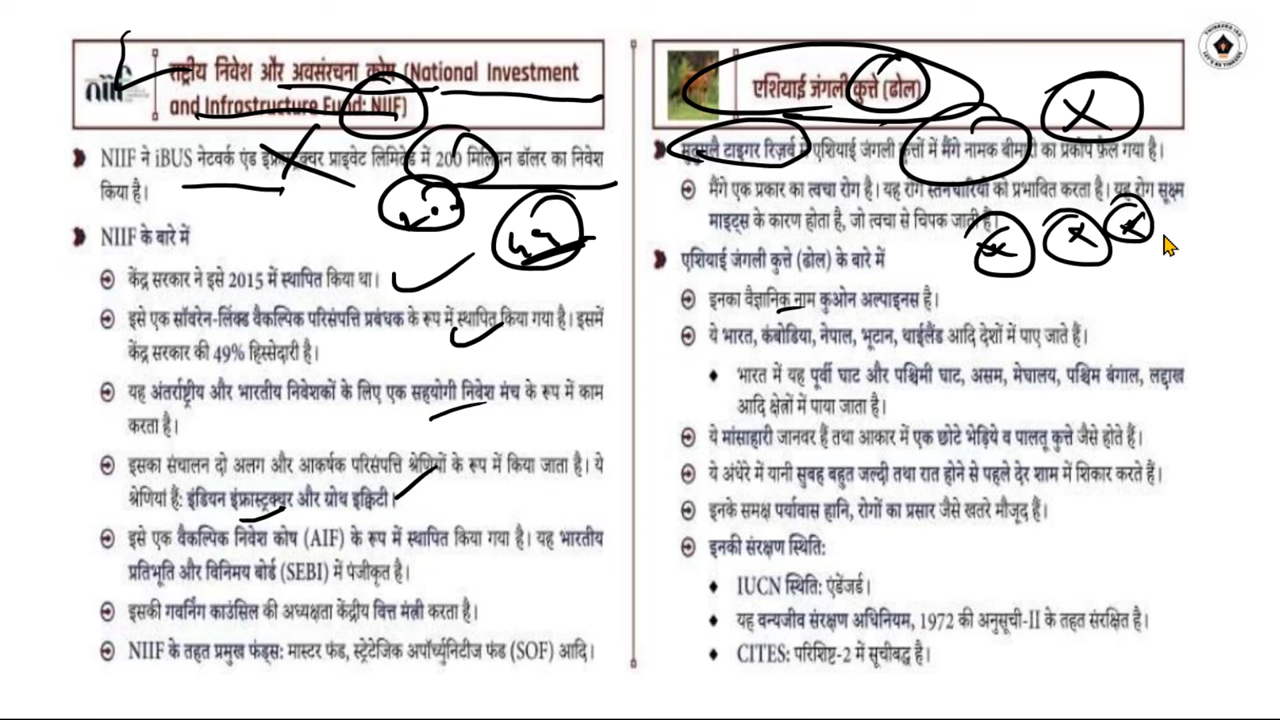 niif
राष्ट्रीय निवेश और अवसंरचना कोष (National Investment
and Infrastructure Fund: NIIF)
NIIF ने iBUS नेटवर्क एंड इंफ्रास्ट्रक्चर प्राइवेट लिमिटेड में 200 मिलियन डॉलर का निवेश
किया है।
NIIF के बारे में
केंद्र सरकार ने इसे 2015 में स्थापित किया था।
इसे एक सॉवरेन-लिंक्ड वैकल्पिक परिसंपत्ति प्रबंधक के रूप में स्थापित किया गया है। इसमें
केंद्र सरकार की 49% हिस्सेदारी है।
यह अंतर्राष्ट्रीय और भारतीय निवेशकों के लिए एक सहयोगी निवेश मंच के रूप में काम
करता है।
इसका संचालन दो अलग और आकर्षक परिसंपत्ति श्रेणियों के रूप में किया जाता है। ये
श्रेणियां हैं: इंडियन इंफ्रास्ट्रक्चर और ग्रोथ इक्विटी।
इसे एक वैकल्पिक निवेश कोष (AIF) के रूप में स्थापित किया गया है। यह भारतीय
प्रतिभूति और विनिमय बोर्ड (SEBI) में पंजीकृत है।
इसकी गवर्निंग काउंसिल की अध्यक्षता केंद्रीय वित्त मंत्री करता है।
NIIF के तहत प्रमुख फंड्स: मास्टर फंड, स्ट्रेटेजिक अपॉर्च्युनिटीज फंड (SOF) आदि।
एशियाई जंगली कुत्ते (ढोल)
टाइगर रिज़र्व में एशियाई जंगली कुत्तों में मैंगे नामक बीमारी का प्रकोप फ़ैल गया है।
मैंगे एक प्रकार का त्वचा रोग है। यह रोग स्तनधारियों को प्रभावित करता है। यह रोग सूक्ष्म
माइट्स के कारण होता है, जो त्वचा से चिपक जाती हैं।
एशियाई जंगली कुत्ते (ढोल) के बारे में
इनका वैज्ञानिक नाम कुओन अल्पाइनस है।
ये भारत, कंबोडिया, नेपाल, भूटान, थाईलैंड आदि देशों में पाए जाते हैं।
भारत में यह पूर्वी घाट और पश्चिमी घाट, असम, मेघालय, पश्चिम बंगाल, लद्दाख
आदि क्षेत्रों में पाया जाता है।
ये मांसाहारी जानवर हैं तथा आकार में एक छोटे भेड़िये व पालतू कुत्ते जैसे होते हैं।
ये अंधेरे में यानी सुबह बहुत जल्दी तथा रात होने से पहले देर शाम में शिकार करते हैं।
इनके समक्ष पर्यावास हानि, रोगों का प्रसार जैसे खतरे मौजूद हैं।
इनकी संरक्षण स्थिति:
IUCN स्थिति: एंडेंजर्ड।
यह वन्यजीव संरक्षण अधिनियम, 1972 की अनुसूची-II के तहत संरक्षित है।
CITES: परिशिष्ट-2 में सूचीबद्ध है।